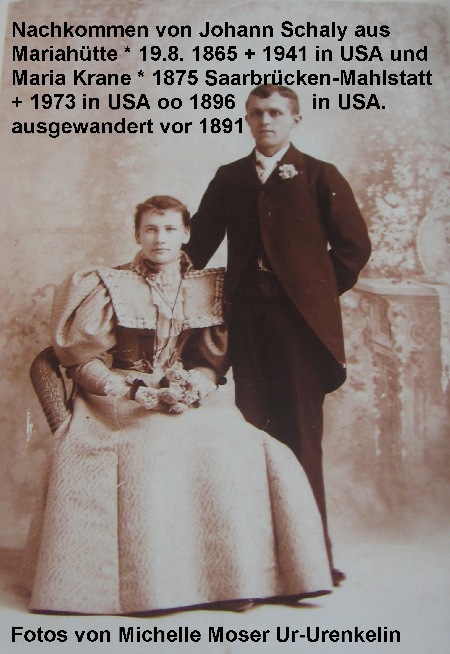 Nachkommen von Johann Schaly aus
Mariahütte * 19.8. 1865 + 1941 in USA und
Maria Krane * 1875 Saarbrücken-Mahlstatt
+ 1973 in USA oo 1896 in USA.
ausgewandert vor 1891
Fotos von Michelle Moser Ur-Urenkelin